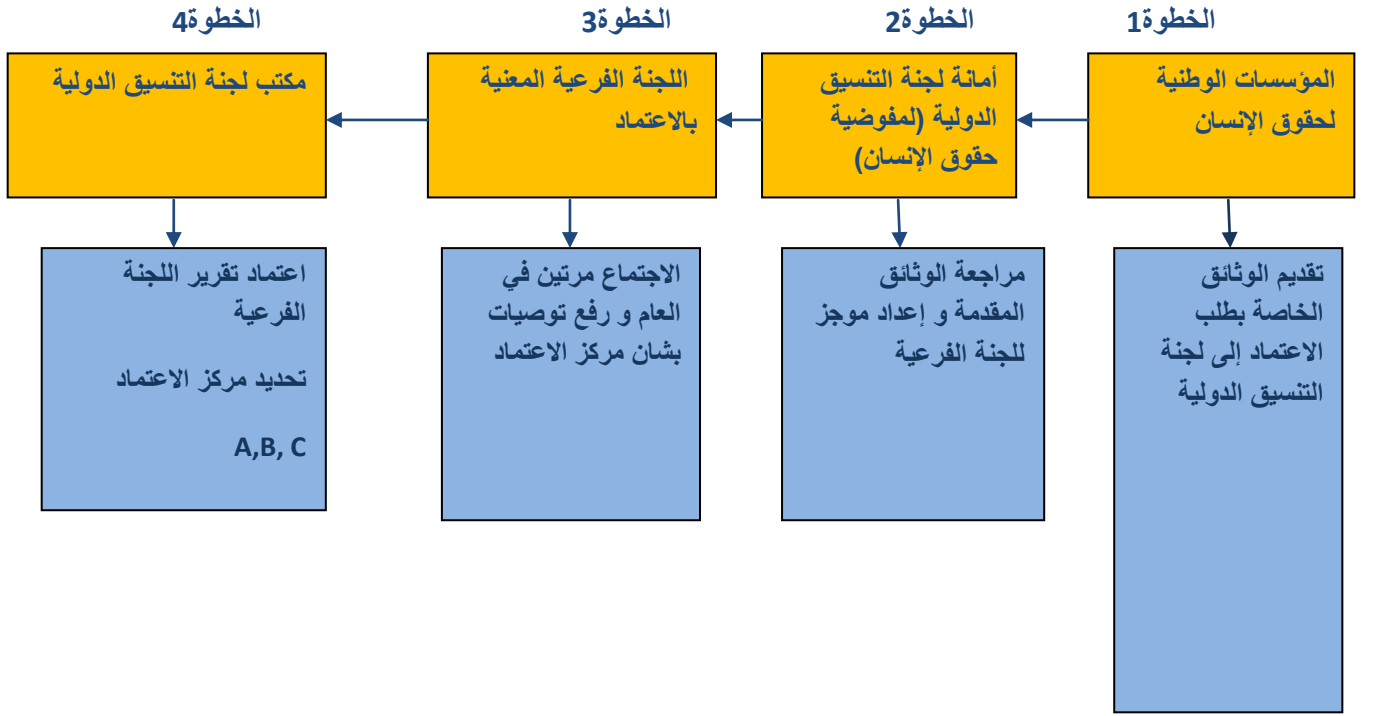 الخطوة1
الخطوة2
الخطوة3
الخطوة4
المؤسسات الوطنية
لحقوق الإنسان
أمانة لجنة التنسيق
الدولية (لمفوضية
حقوق الإنسان)
اللجنة الفرعية المعنية
بالاعتماد
مكتب لجنة التنسيق الدولية
تقديم الوثائق
الخاصة بطلب
الاعتماد إلى لجنة
التنسيق الدولية
مراجعة الوثائق
المقدمة و إعداد موجز
للجنة الفرعية
الاجتماع مرتين في
العام و رفع توصيات
بشان مركز الاعتماد
اعتماد تقرير اللجنة
الفرعية
تحديد مركز الاعتماد
A,B, C